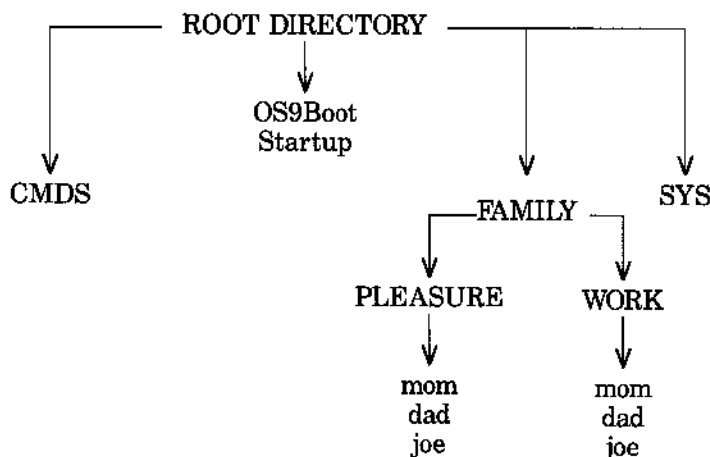 ROOT DIRECTORY
OS9Boot
Startup
CMDS
SYS
FAMILY
PLEASURE
WORK
mom
dad
joe
mom
dad
joe